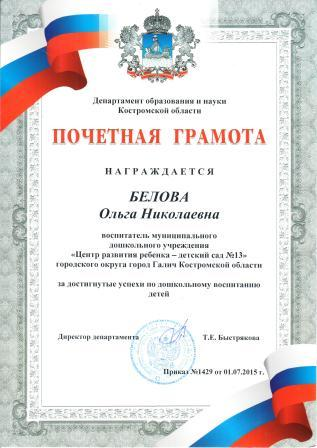 Департамент образования и науки
Костромской области
ПОЧЕТНАЯ ГРАМОТА
НАГРАЖДАЕТСЯ
БЕЛОВА
Ольга Николаевна
воспитатель муниципального
дошкольного учреждения
«Центр развития ребенка – детский сад №13»
городского округа город Галич Костромской области
за достигнутые успехи по дошкольному воспитанию
детей
Директор департамента Т.Е. Быстрякова
Приказ №1429 от 01.07.2015 г.